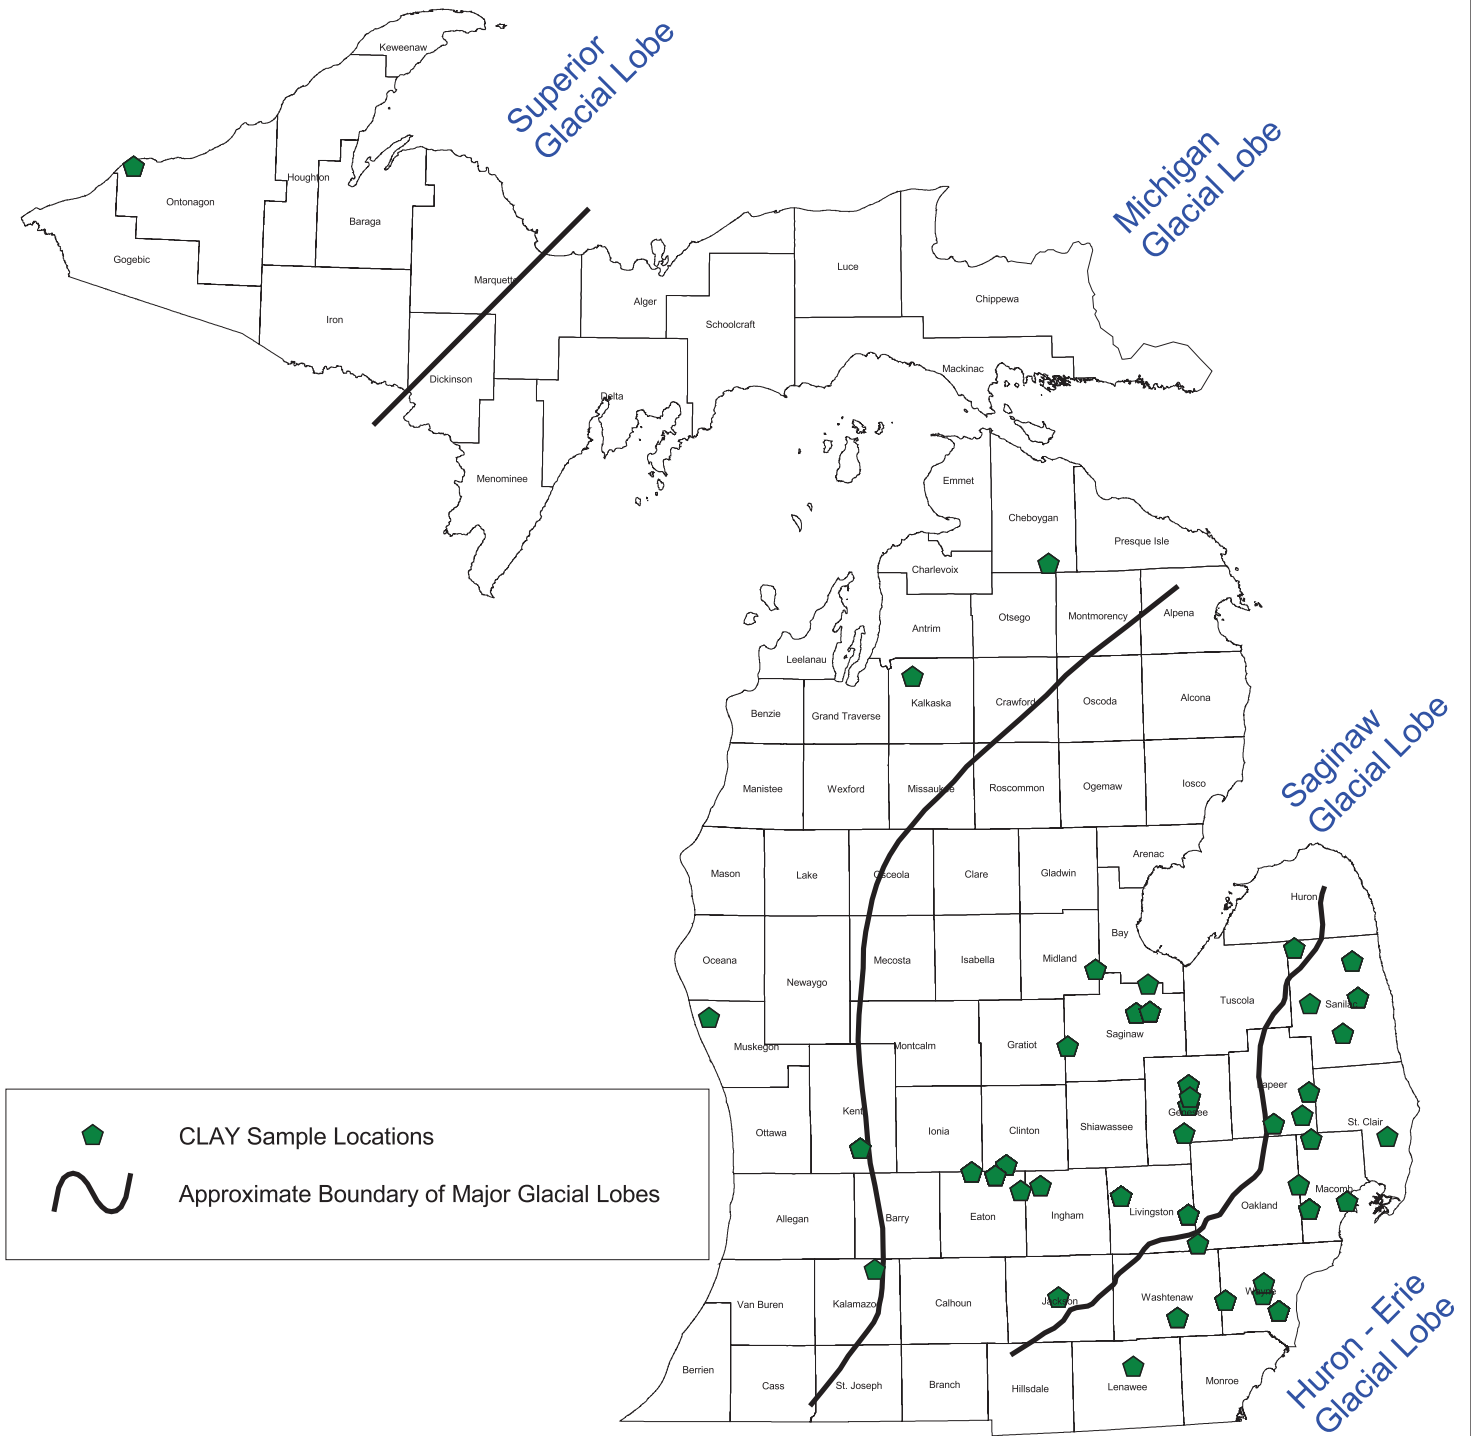 Keweenaw
Superior
Glacial Lobe
Michigan
Glacial Lobe
Houghton
Ontonagon
Baraga
Gogebic
Marquette
Luce
Alger
Chippewa
Iron
Schoolcraft
Mackinac
Dickinson
Delta
Menominee
Emmet
Cheboygan
Presque Isle
Charlevoix
Antrim
Otsego
Montmorency
Alpena
Leelanau
Benzie
Grand Traverse
Kalkaska
Crawford
Oscoda
Alcona
Saginaw
Glacial Lobe
Manistee
Wexford
Missaukee
Roscommon
Ogemaw
Iosco
Mason
Lake
Osceola
Clare
Gladwin
Arenac
Huron
Oceana
Newaygo
Mecosta
Isabella
Midland
Bay
Tuscola
Sanilac
Muskegon
Montcalm
Gratiot
Saginaw
Kent
Ottawa
Ionia
Clinton
Shiawassee
Genesee
Lapeer
St. Clair
CLAY Sample Locations
Approximate Boundary of Major Glacial Lobes
Allegan
Barry
Eaton
Ingham
Livingston
Oakland
Macomb
Van Buren
Kalamazoo
Calhoun
Jackson
Washtenaw
Wayne
Huron - Erie
Glacial Lobe
Berrien
Cass
St. Joseph
Branch
Hillsdale
Lenawee
Monroe